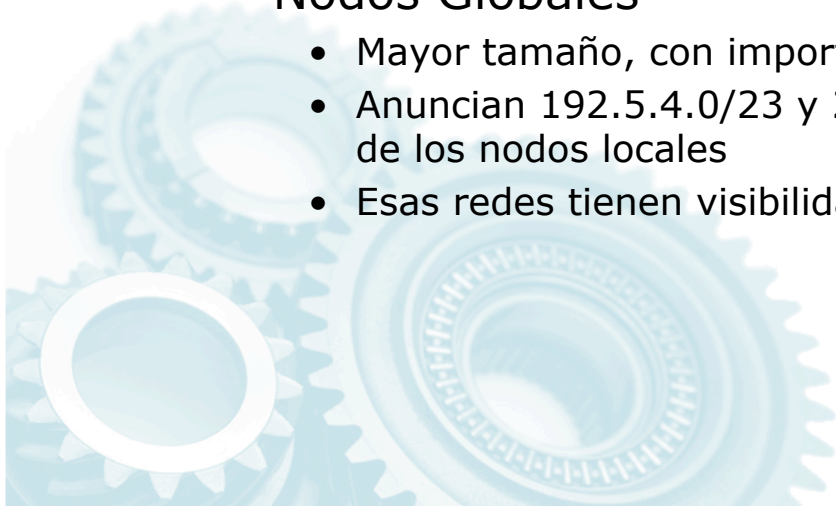 Nodos Globales
• Mayor tamaño, con impor
• Anuncian 192.5.4.0/23 y
de los nodos locales
• Esas redes tienen visibilid